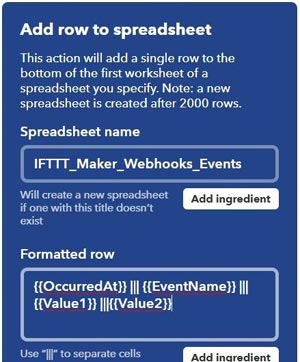 Add row to spreadsheet
This action will add a single row to the
bottom of the first worksheet of a
spreadsheet you specify. Note: a new
spreadsheet is created after 2000 rows.
Spreadsheet name
IFTTT_Maker_Webhooks_Events
Will create a new spreadsheet
if one with this title doesn't
exist
Add ingredient
Formatted row
{{OccurredAt}} ||| {{EventName}} |||
{{Value1}} |||{{Value2}}
Use "|||" to separate cells
Add ingredient